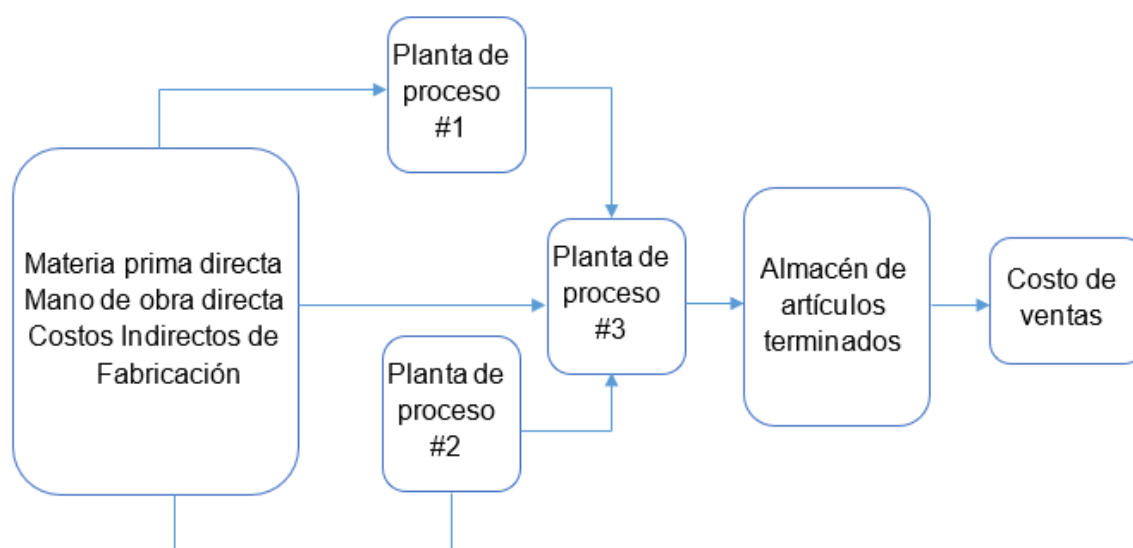 Planta de
proceso
#1
Materia prima directa
Mano de obra directa
Costos Indirectos de
Fabricación
Planta de
proceso
#3
Planta de
proceso
#2
Almacén de
artículos
terminados
Costo de
ventas